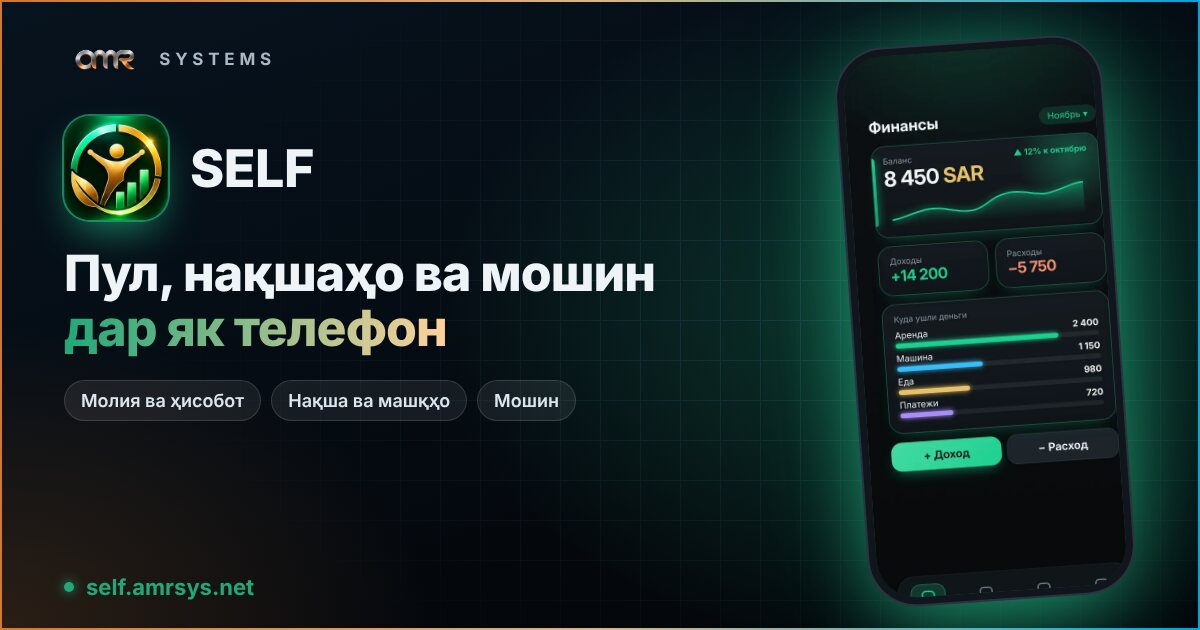 OMR SYSTEMS
SELF
Пул, нақшаҳо ва мошин
дар як телефон
Молия ва ҳисобот
Нақша ва машқҳо
Мошин
self.amrsys.net
Финансы
Ноябрь ▾
Баланс
▲ 12% к октябрю
8 450 SAR
Доходы
+14 200
Расходы
−5 750
Куда ушли деньги
Аренда 2 400
Машина 1 150
Еда 980
Платежи 720
+ Доход
− Расход